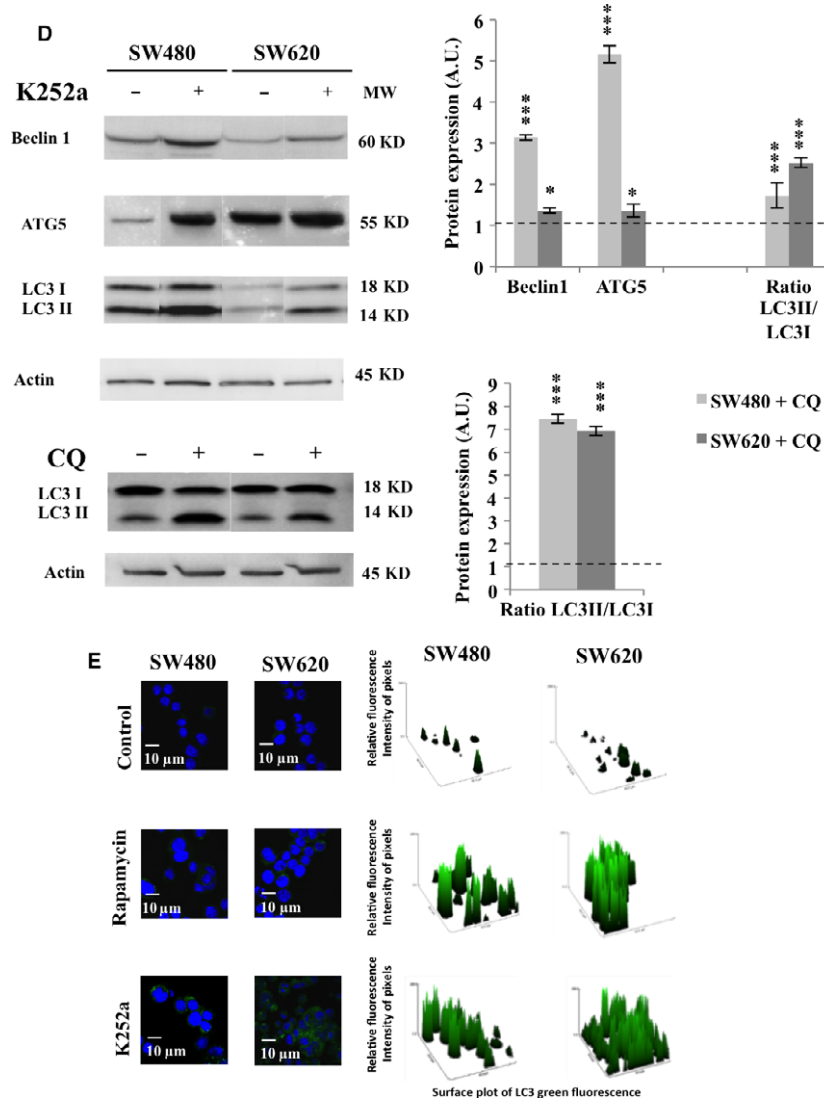 D
SW480 SW620
K252a – + – + MW
Beclin 1 60 KD
ATG5 55 KD
LC3 I 18 KD
LC3 II 14 KD
Actin 45 KD
CQ – + – +
LC3 I 18 KD
LC3 II 14 KD
Actin 45 KD
Protein expression (A.U.)
6
5
4
3
2
1
0
***
*
***
*
***
***
Beclin1 ATG5 Ratio
LC3II/
LC3I
Protein expression (A.U.)
9
8
7
6
5
4
3
2
1
0
***
***
Ratio LC3II/LC3I
SW480 + CQ
SW620 + CQ
E
SW480 SW620 SW480 SW620
Control
10 µm 10 µm
Relative fluorescence
Intensity of pixels
Rapamycin
10 µm 10 µm
Relative fluorescence
Intensity of pixels
K252a
10 µm 10 µm
Relative fluorescence
Intensity of pixels
Surface plot of LC3 green fluorescence